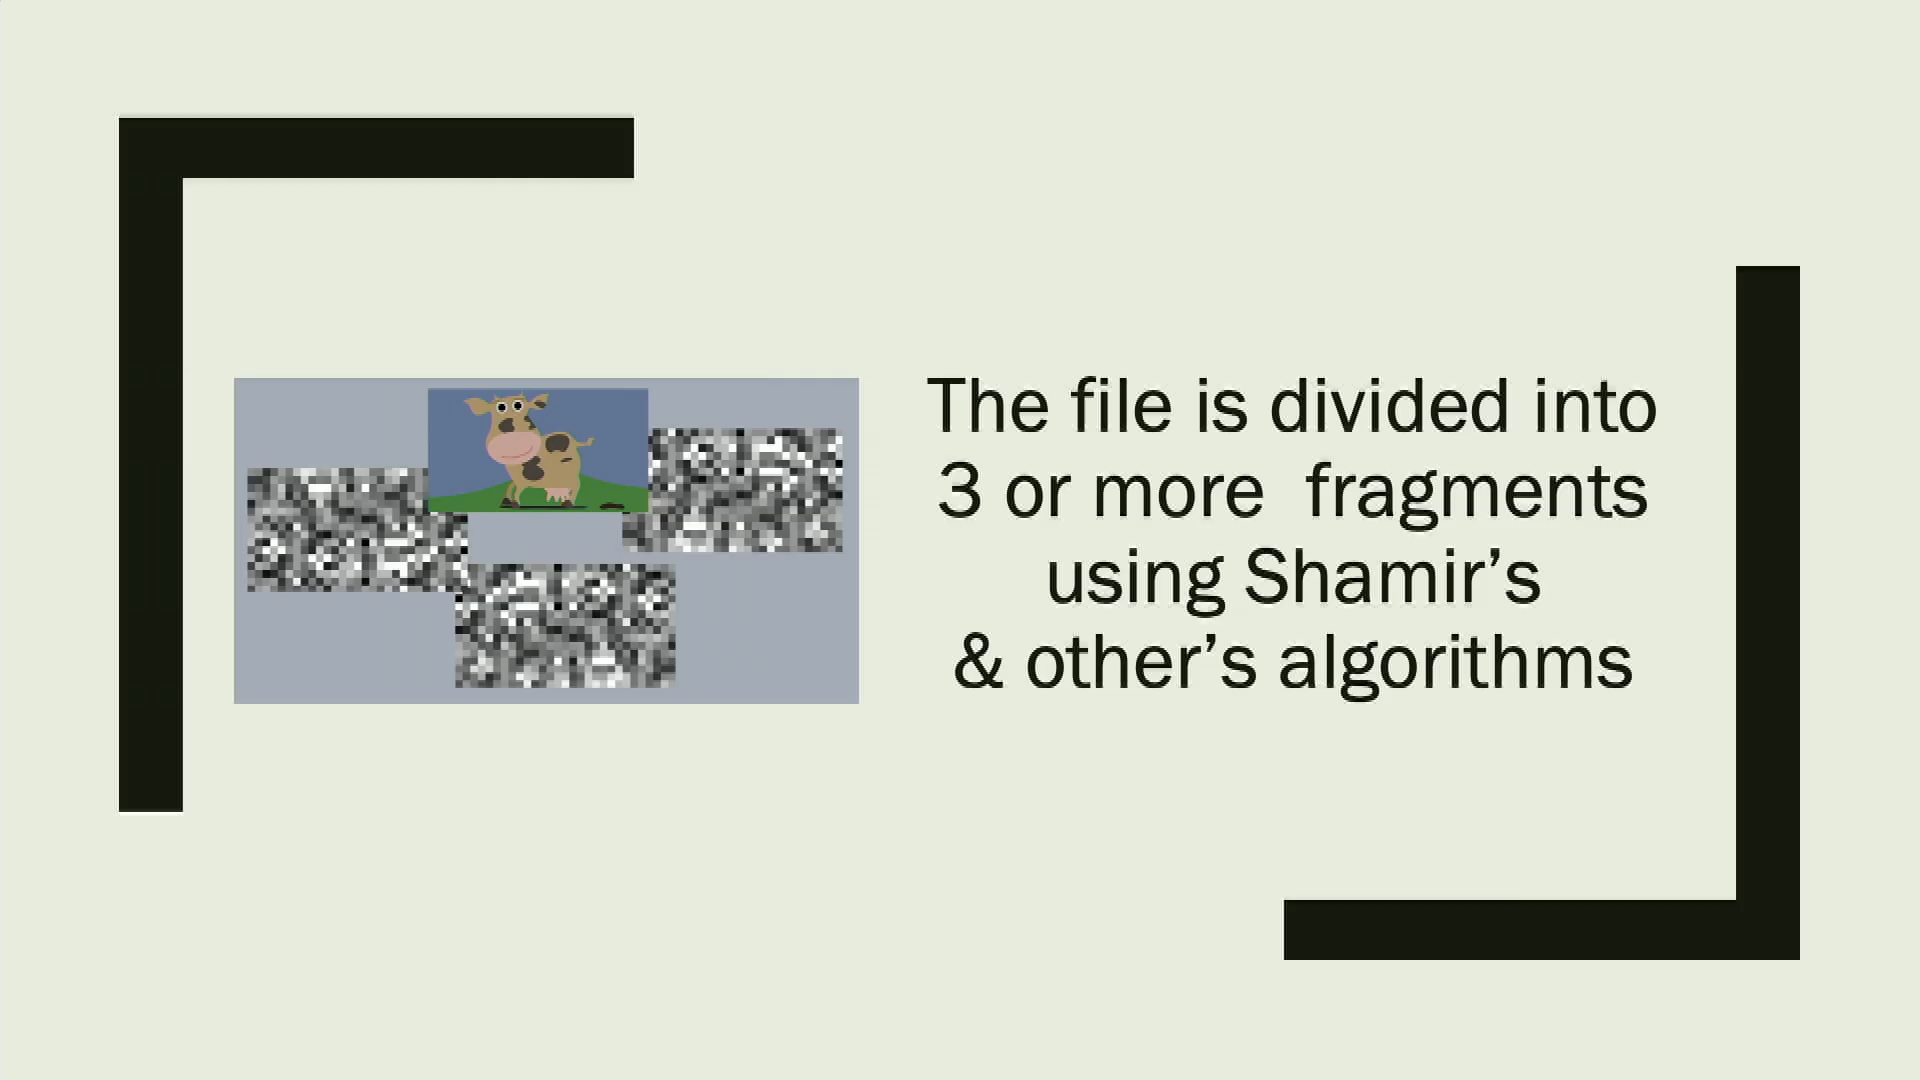 The file is divided into
3 or more  fragments
using Shamir’s
& other’s algorithms